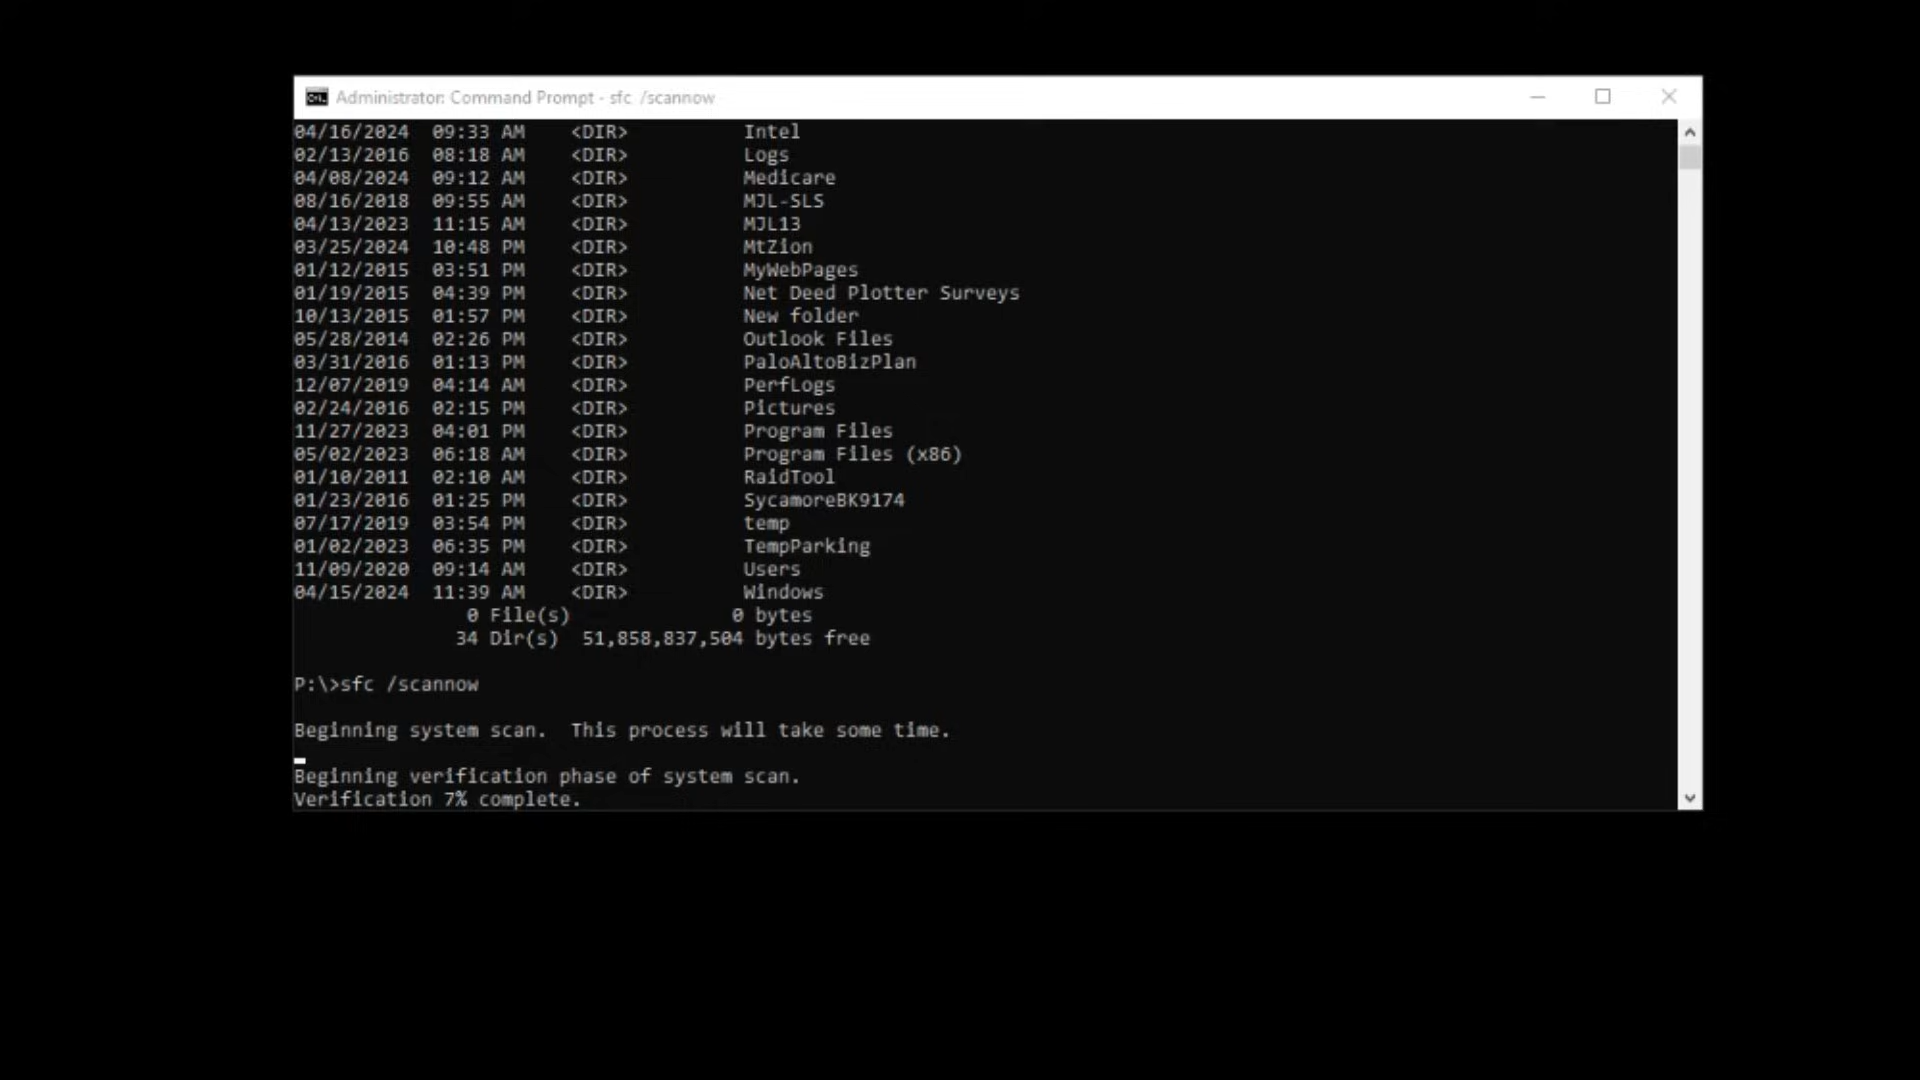 Administrator: Command Prompt - sfc /scannow
04/16/2024 09:33 AM <DIR> Intel
02/13/2016 08:18 AM <DIR> Logs
04/08/2024 09:12 AM <DIR> Medicare
08/16/2018 09:55 AM <DIR> MJL-SLS
04/13/2023 11:15 AM <DIR> MJL13
03/25/2024 10:48 PM <DIR> MtZion
01/12/2015 03:51 PM <DIR> MyWebPages
01/19/2015 04:39 PM <DIR> Net Deed Plotter Surveys
10/13/2015 01:57 PM <DIR> New folder
05/28/2014 02:26 PM <DIR> Outlook Files
03/31/2016 01:13 PM <DIR> PaloAltoBizPlan
12/07/2019 04:14 AM <DIR> PerfLogs
02/24/2016 02:15 PM <DIR> Pictures
11/27/2023 04:01 PM <DIR> Program Files
05/02/2023 06:18 AM <DIR> Program Files (x86)
01/10/2011 02:10 AM <DIR> RaidTool
01/23/2016 01:25 PM <DIR> SycamoreBK9174
07/17/2019 03:54 PM <DIR> temp
01/02/2023 06:35 PM <DIR> TempParking
11/09/2020 09:14 AM <DIR> Users
04/15/2024 11:39 AM <DIR> Windows
0 File(s) 0 bytes
34 Dir(s) 51,858,837,504 bytes free
P:\>sfc /scannow
Beginning system scan. This process will take some time.
Beginning verification phase of system scan.
Verification 7% complete.